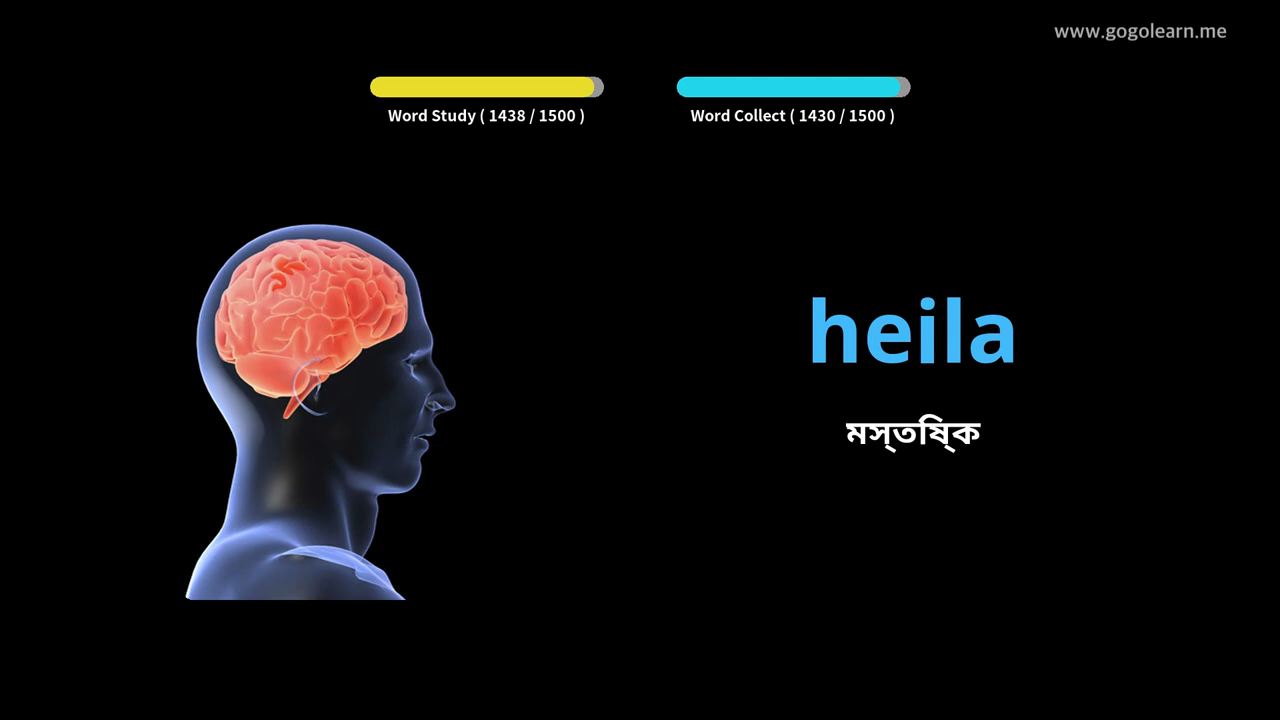 www.gogolearn.me
Word Study ( 1438 / 1500 )
Word Collect ( 1430 / 1500 )
heila
মস্তিষ্ক